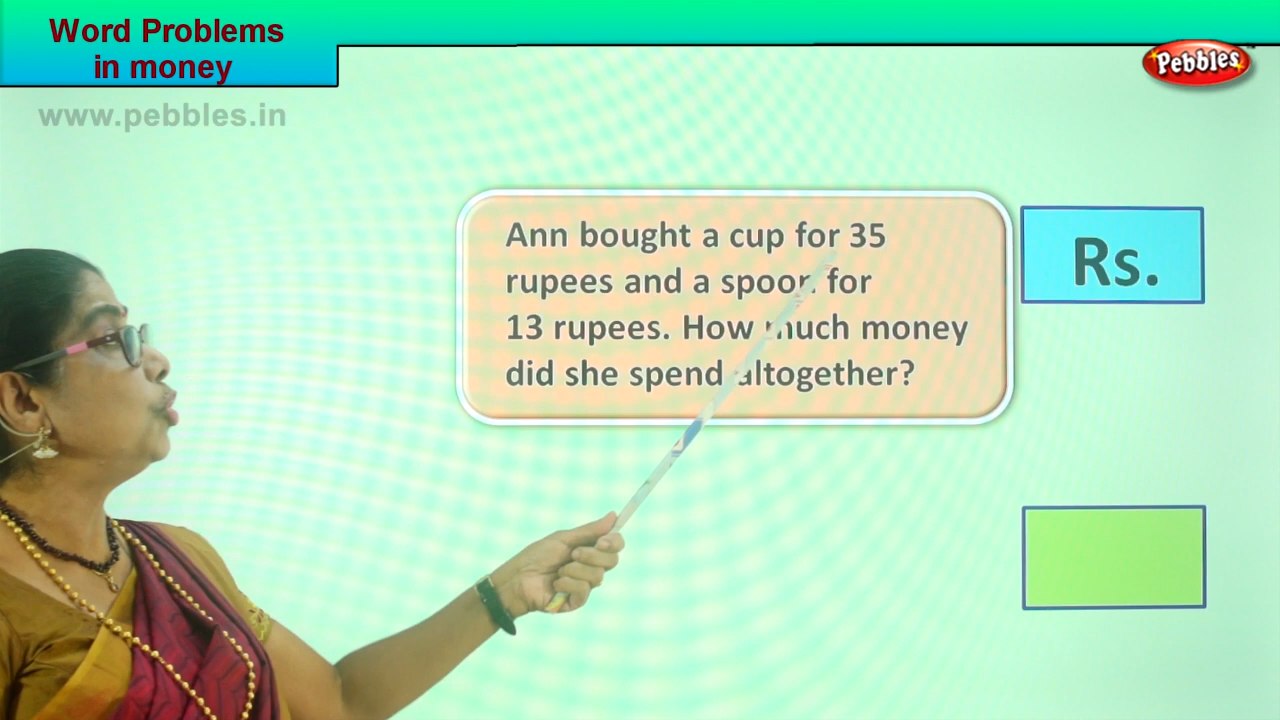 Word Problems
in money
Pebbles
www.pebbles.in
Ann bought a cup for 35
rupees and a spoon for
13 rupees. How much money
did she spend altogether?
Rs.